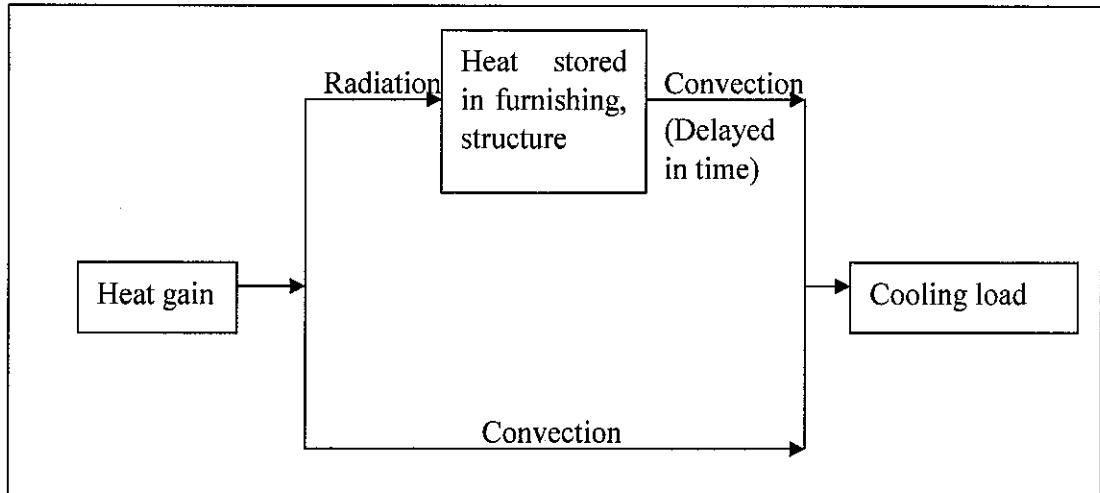 Radiation
Heat stored
in furnishing,
structure
Convection
(Delayed
in time)
Heat gain
Cooling load
Convection